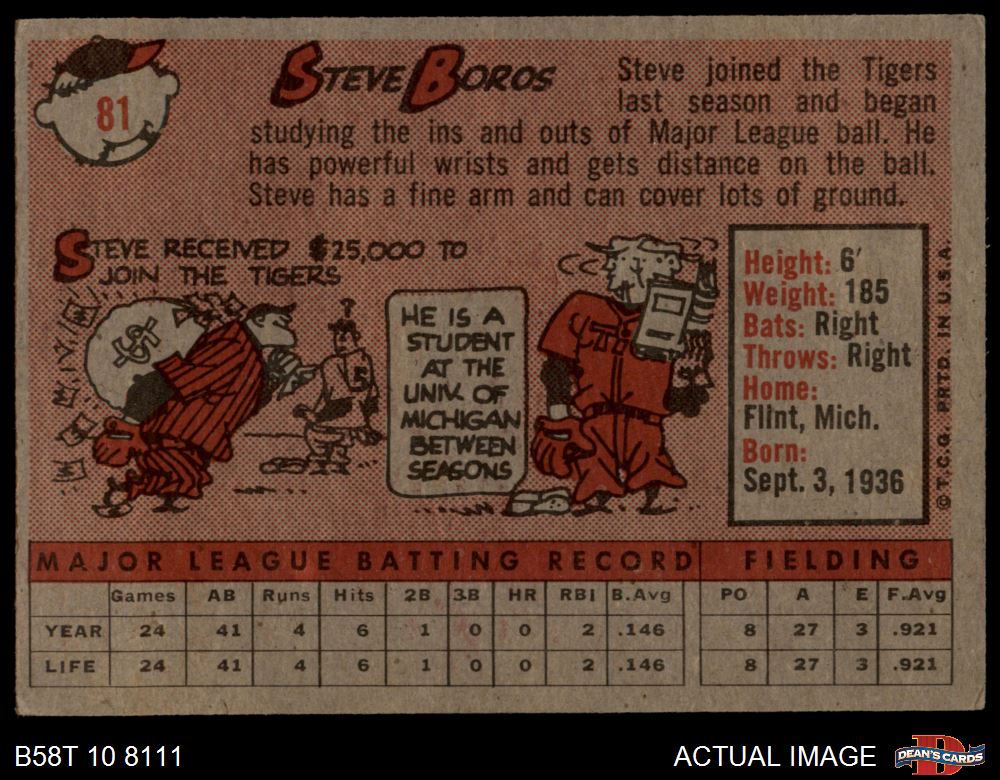 81
STEVE BOROS
Steve joined the Tigers
last season and began
studying the ins and outs of Major League ball. He
has powerful wrists and gets distance on the ball.
Steve has a fine arm and can cover lots of ground.
STEVE RECEIVED $25,000 TO
JOIN THE TIGERS
$
HE IS A
STUDENT
AT THE
UNIV. OF
MICHIGAN
BETWEEN
SEASONS
Height: 6'
Weight: 185
Bats: Right
Throws: Right
Home:
Flint, Mich.
Born:
Sept. 3, 1936
© T.C.G. PRTD. IN U.S.A.
MAJOR LEAGUE BATTING RECORD FIELDING
Games AB Runs Hits 2B 3B HR RBI B.Avg PO A E F.Avg
YEAR 24 41 4 6 1 0 0 2 .146 8 27 3 .921
LIFE 24 41 4 6 1 0 0 2 .146 8 27 3 .921
B58T 10 8111 ACTUAL IMAGE
DEAN'S CARDS